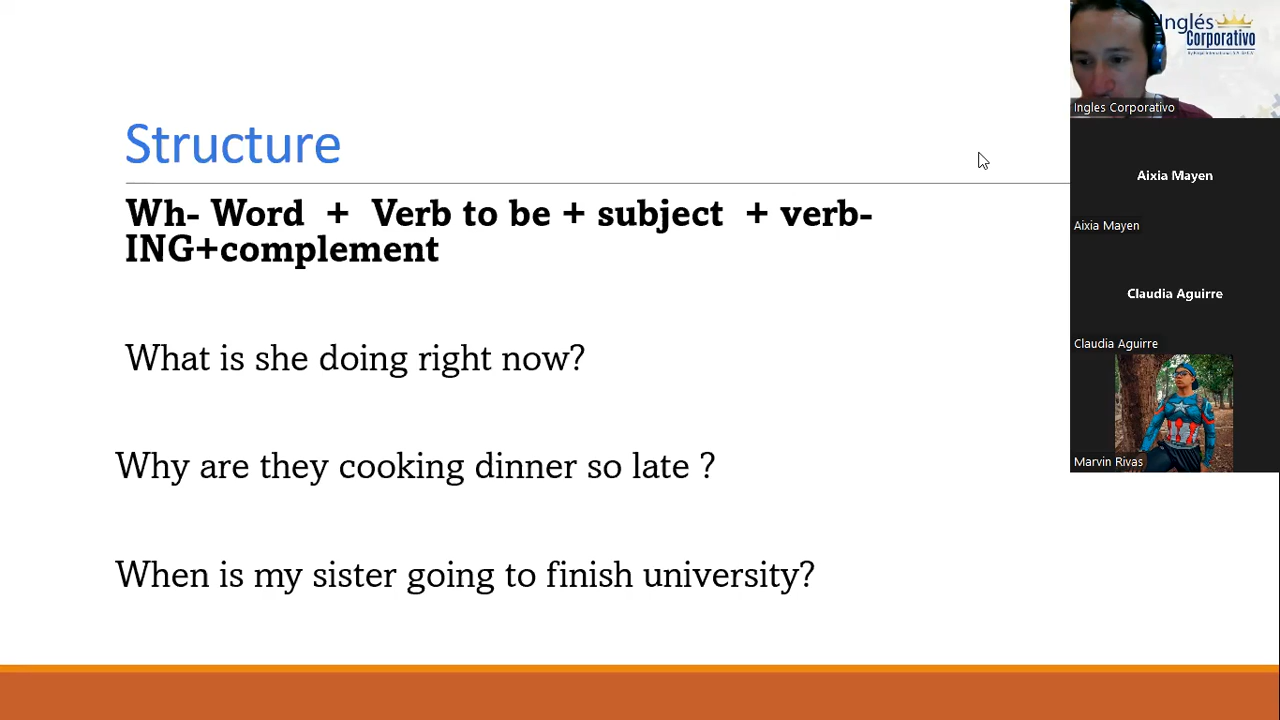 Structure
Wh- Word + Verb to be + subject + verb-
ING+complement
What is she doing right now?
Why are they cooking dinner so late ?
When is my sister going to finish university?
Inglés
Corporativo
Ingles Corporativo
Aixia Mayen
Aixia Mayen
Claudia Aguirre
Claudia Aguirre
Marvin Rivas